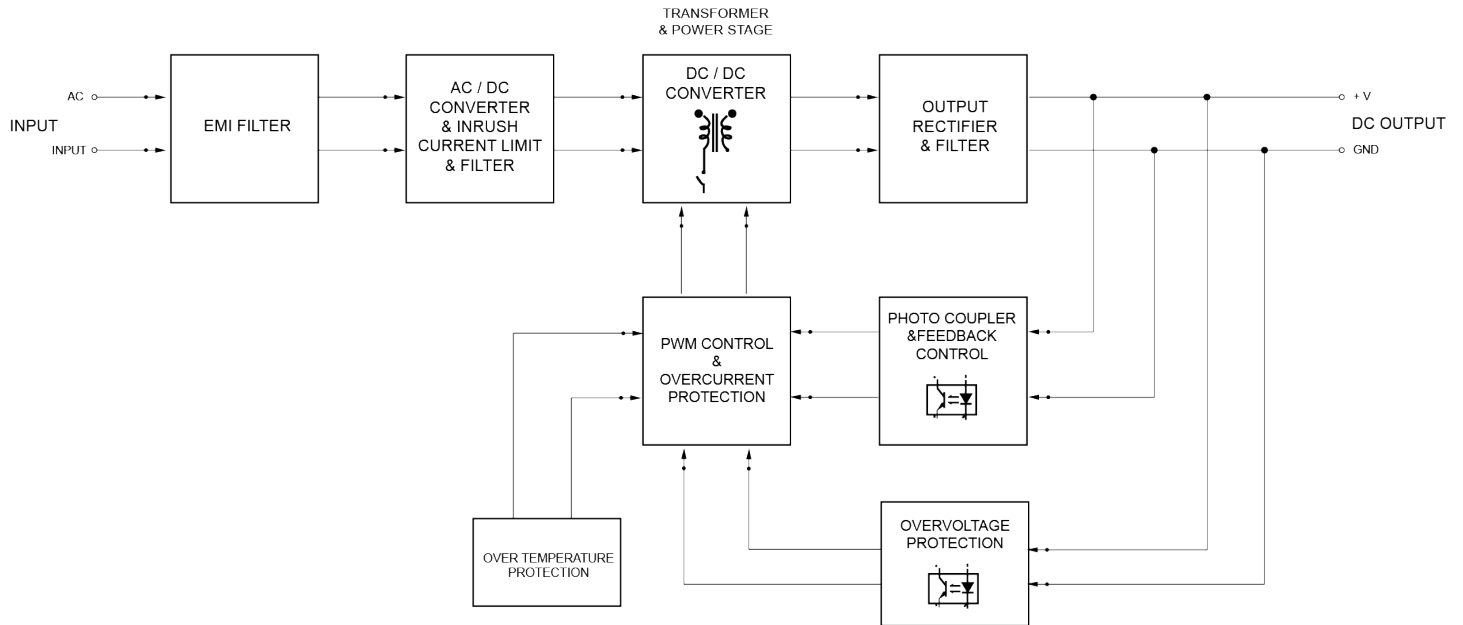 TRANSFORMER
& POWER STAGE
AC
INPUT
INPUT
EMI FILTER
AC / DC
CONVERTER
& INRUSH
CURRENT LIMIT
& FILTER
DC / DC
CONVERTER
OUTPUT
RECTIFIER
& FILTER
+ V
DC OUTPUT
GND
PWM CONTROL
&
OVERCURRENT
PROTECTION
PHOTO COUPLER
&FEEDBACK
CONTROL
OVER TEMPERATURE
PROTECTION
OVERVOLTAGE
PROTECTION